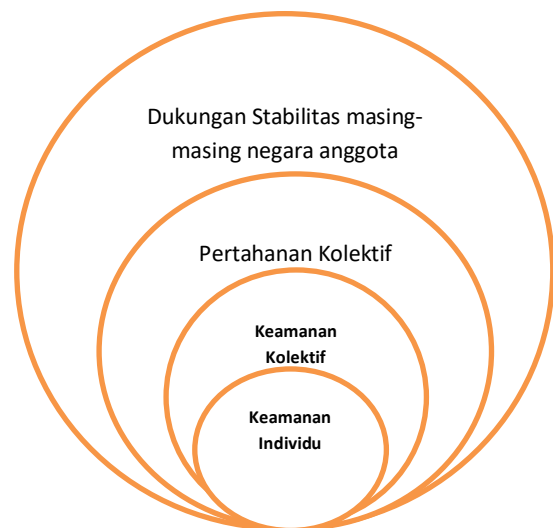 Dukungan Stabilitas masing-
masing negara anggota
Pertahanan Kolektif
Keamanan
Kolektif
Keamanan
Individu